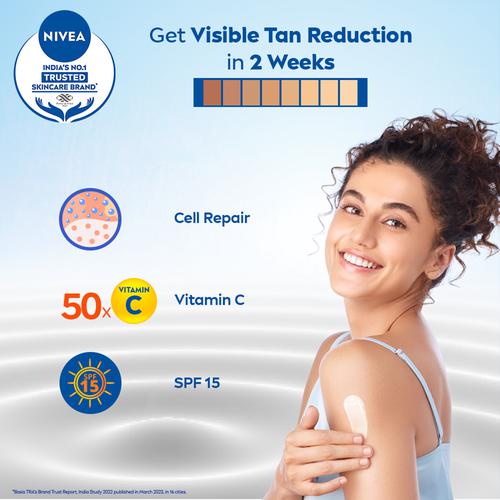 NIVEA
INDIA'S NO.1
TRUSTED
SKINCARE BRAND*
Get Visible Tan Reduction
in 2 Weeks
Cell Repair
50x VITAMIN C
Vitamin C
SPF 15
SPF 15
*Basis TRA's Brand Trust Report, India Study 2022 published in March 2023, in 16 cities.